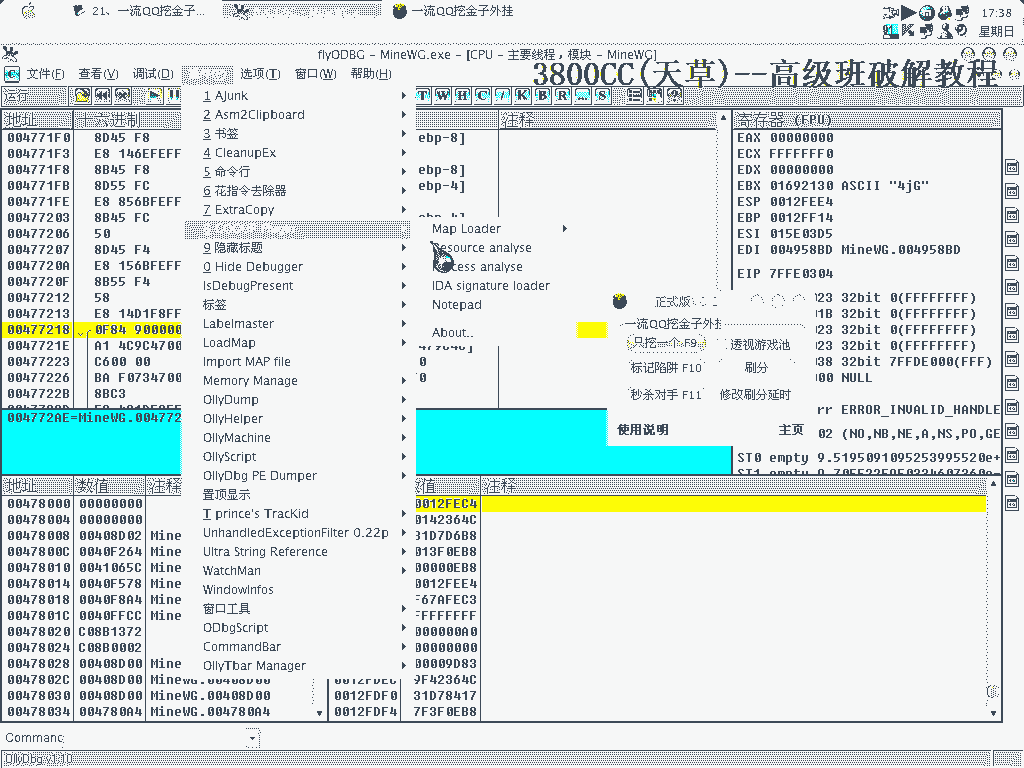 21、一流QQ挖金子...
一流QQ挖金子外挂
17:38
星期日
flyODBG - MineWG.exe - [CPU - 主要线程, 模块 - MineWG]
文件(F) 查看(V) 调试(D) 选项(T) 窗口(W) 帮助(H)
3800CC(天草)--高级班破解教程
运行
T W H C / K B R ... S
地址 十六进制 注释
004771F0 8D45 F8 ebp-8]
004771F3 E8 146EFEFF
004771F8 8B45 F8 ebp-8]
004771FB 8D55 FC ebp-4]
004771FE E8 856BFEFF
00477203 8B45 FC
00477206 50
00477207 8D45 F4
0047720A E8 156BFEFF
0047720F 8B55 F4
00477212 58
00477213 E8 14D1F8FF
00477218 0F84 900000
0047721E A1 4C9C4700
00477223 C600 00
00477226 BA F0734700
0047722B 8BC3
004772AE=MineWG.004772
1 AJunk
2 Asm2Clipboard
3 书签
4 CleanupEx
5 命令行
6 花指令去除器
7 ExtraCopy
9 隐藏标题
0 Hide Debugger
IsDebugPresent
标签
Labelmaster
LoadMap
Import MAP file
Memory Manage
OllyDump
OllyHelper
OllyMachine
OllyScript
OllyDbg PE Dumper
置顶显示
T prince's TracKid
UnhandledExceptionFilter 0.22p
Ultra String Reference
WatchMan
WindowInfos
窗口工具
ODbgScript
CommandBar
OllyTbar Manager
Map Loader
Resource analyse
Process analyse
IDA signature loader
Notepad
About..
寄存器 (FPU)
EAX 00000000
ECX FFFFFFF0
EDX 00000000
EBX 01692130 ASCII "4jG"
ESP 0012FEE4
EBP 0012FF14
ESI 015E03D5
EDI 004958BD MineWG.004958BD
EIP 7FFE0304
023 32bit 0(FFFFFFFF)
01B 32bit 0(FFFFFFFF)
023 32bit 0(FFFFFFFF)
023 32bit 0(FFFFFFFF)
038 32bit 7FFDE000(FFF)
000 NULL
rr ERROR_INVALID_HANDLE
02 (NO,NB,NE,A,NS,PO,GE
ST0 empty 9.5195091095253995520e+
正式版
一流QQ挖金子外挂
只挖一个 F9
透视游戏池
标记陷阱 F10
刷分
秒杀对手 F11
修改刷分延时
使用说明
主页
地址 数值 注释
00478000 00000000
00478004 00000000
00478008 00408D02 Mine
0047800C 0040F264 Mine
00478010 0041065C Mine
00478014 0040F578 Mine
00478018 0040F8A4 Mine
0047801C 0040FFCC Mine
00478020 C08B1372
00478024 C08B0002
00478028 00408D00 Mine
0047802C 00408D00 MineWG.00408D00
00478030 00408D00 MineWG.00408D00
00478034 004780A4 MineWG.004780A4
数值 注释
0012FEC4
0142364C
31D7D6B8
013F0EB8
00000EB8
0012FEE4
F67AFEC3
FFFFFFFF
000000A0
00000000
00009D83
0012FDEC 9F42364C
0012FDF0 31D78417
0012FDF4 7F3F0EB8
Command
OllyDbg v1.10